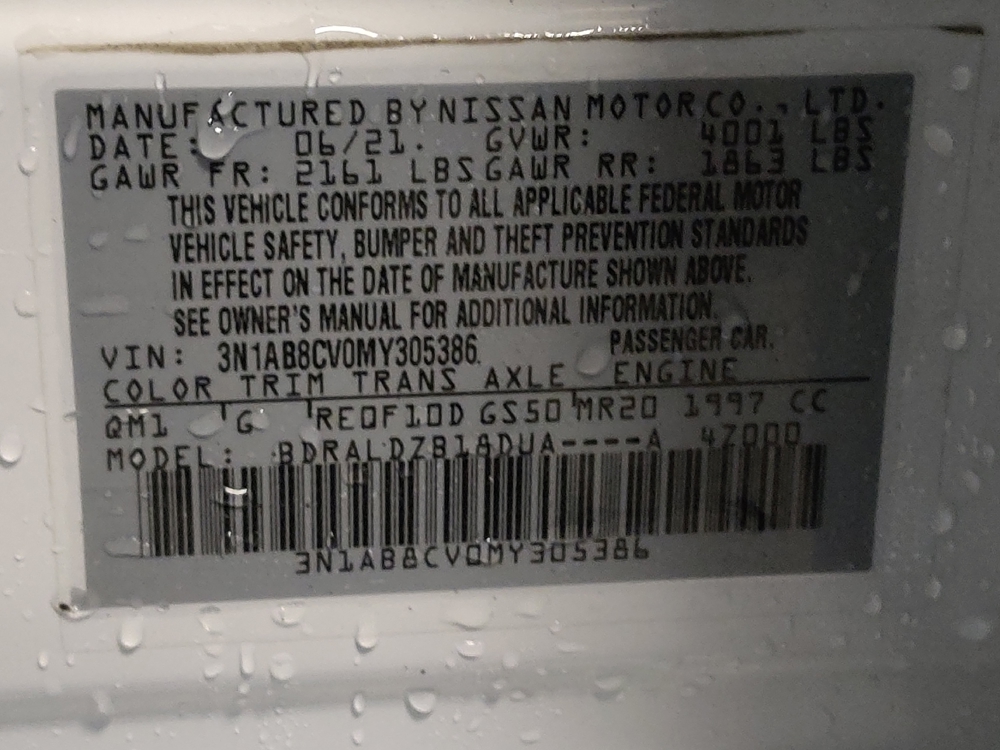 MANUFACTURED BY NISSAN MOTOR CO., LTD.
DATE: 06/21. GVWR: 4001 LBS
GAWR FR: 2161 LBS GAWR RR: 1863 LBS
THIS VEHICLE CONFORMS TO ALL APPLICABLE FEDERAL MOTOR
VEHICLE SAFETY, BUMPER AND THEFT PREVENTION STANDARDS
IN EFFECT ON THE DATE OF MANUFACTURE SHOWN ABOVE.
SEE OWNER'S MANUAL FOR ADDITIONAL INFORMATION.
VIN: 3N1AB8CV0MY305386. PASSENGER CAR.
COLOR TRIM TRANS AXLE ENGINE
QM1 G RE0F10D GS50 MR20 1997 CC
MODEL: BDRALDZB18DUA----A 4Z000
3N1AB8CV0MY305386